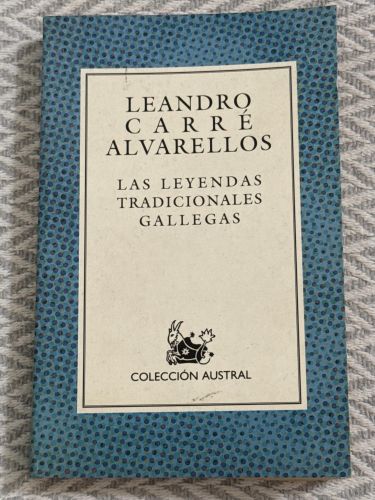 LEANDRO
CARRÉ
ALVARELLOS
LAS LEYENDAS
TRADICIONALES
GALLEGAS
COLECCIÓN AUSTRAL